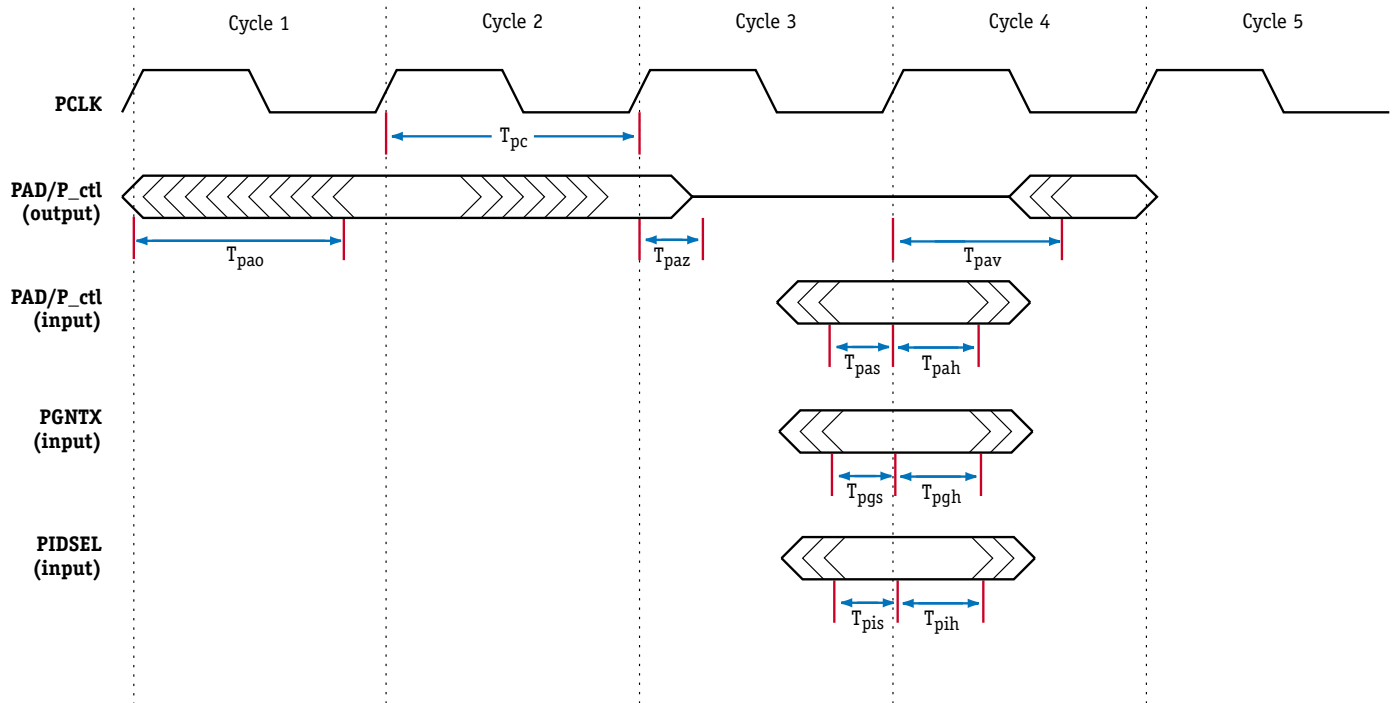 Cycle 1 Cycle 2 Cycle 3 Cycle 4 Cycle 5
PCLK
Tpc
PAD/P_ctl
(output)
Tpao Tpaz Tpav
PAD/P_ctl
(input)
Tpas Tpah
PGNTX
(input)
Tpgs Tpgh
PIDSEL
(input)
Tpis Tpih